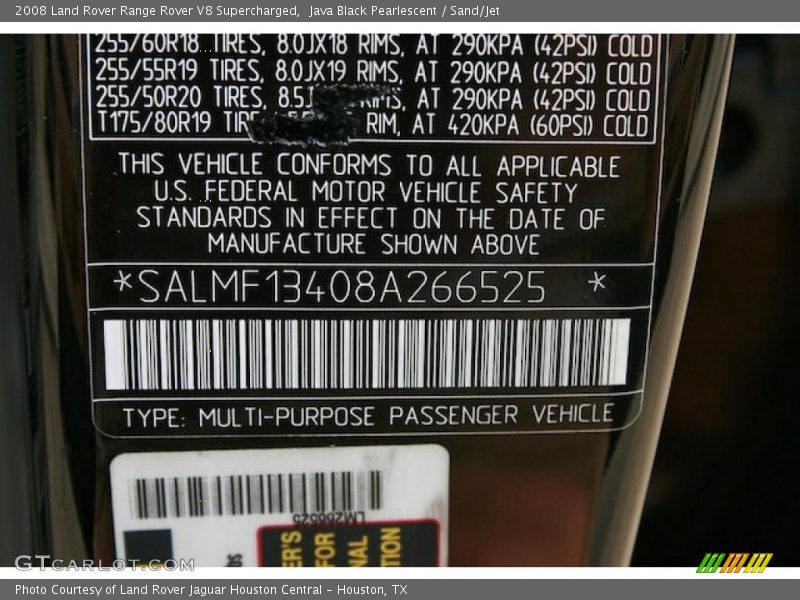 2008 Land Rover Range Rover V8 Supercharged, Java Black Pearlescent / Sand/Jet
255/60R18 TIRES, 8.0JX18 RIMS, AT 290KPA (42PSI) COLD
255/55R19 TIRES, 8.0JX19 RIMS, AT 290KPA (42PSI) COLD
255/50R20 TIRES, 8.5J RIMS, AT 290KPA (42PSI) COLD
T175/80R19 RIM, AT 420KPA (60PSI) COLD
THIS VEHICLE CONFORMS TO ALL APPLICABLE
U.S. FEDERAL MOTOR VEHICLE SAFETY
STANDARDS IN EFFECT ON THE DATE OF
MANUFACTURE SHOWN ABOVE
*SALMF13408A266525 *
TYPE: MULTI-PURPOSE PASSENGER VEHICLE
LM266525
FOR
GTCARLOT.COM
Photo Courtesy of Land Rover Jaguar Houston Central - Houston, TX